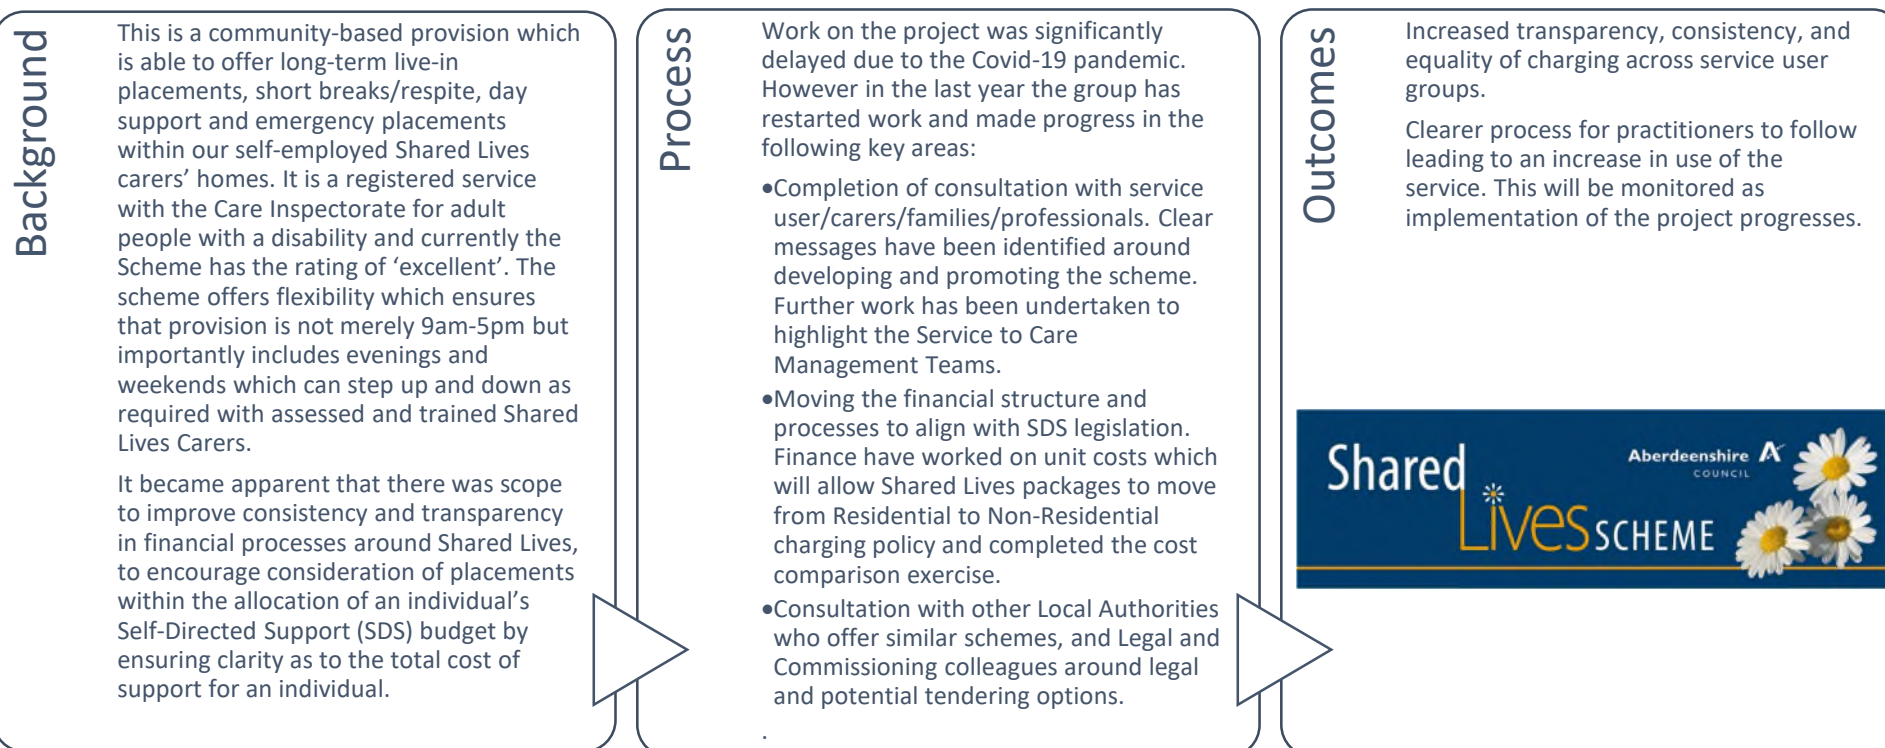 Background
This is a community-based provision which
is able to offer long-term live-in
placements, short breaks/respite, day
support and emergency placements
within our self-employed Shared Lives
carers’ homes. It is a registered service
with the Care Inspectorate for adult
people with a disability and currently the
Scheme has the rating of ‘excellent’. The
scheme offers flexibility which ensures
that provision is not merely 9am-5pm but
importantly includes evenings and
weekends which can step up and down as
required with assessed and trained Shared
Lives Carers.
It became apparent that there was scope
to improve consistency and transparency
in financial processes around Shared Lives,
to encourage consideration of placements
within the allocation of an individual’s
Self-Directed Support (SDS) budget by
ensuring clarity as to the total cost of
support for an individual.
Process
Work on the project was significantly
delayed due to the Covid-19 pandemic.
However in the last year the group has
restarted work and made progress in the
following key areas:
•Completion of consultation with service
user/carers/families/professionals. Clear
messages have been identified around
developing and promoting the scheme.
Further work has been undertaken to
highlight the Service to Care
Management Teams.
•Moving the financial structure and
processes to align with SDS legislation.
Finance have worked on unit costs which
will allow Shared Lives packages to move
from Residential to Non-Residential
charging policy and completed the cost
comparison exercise.
•Consultation with other Local Authorities
who offer similar schemes, and Legal and
Commissioning colleagues around legal
and potential tendering options.
.
Outcomes
Increased transparency, consistency, and
equality of charging across service user
groups.
Clearer process for practitioners to follow
leading to an increase in use of the
service. This will be monitored as
implementation of the project progresses.
Shared
Lives SCHEME
Aberdeenshire
COUNCIL